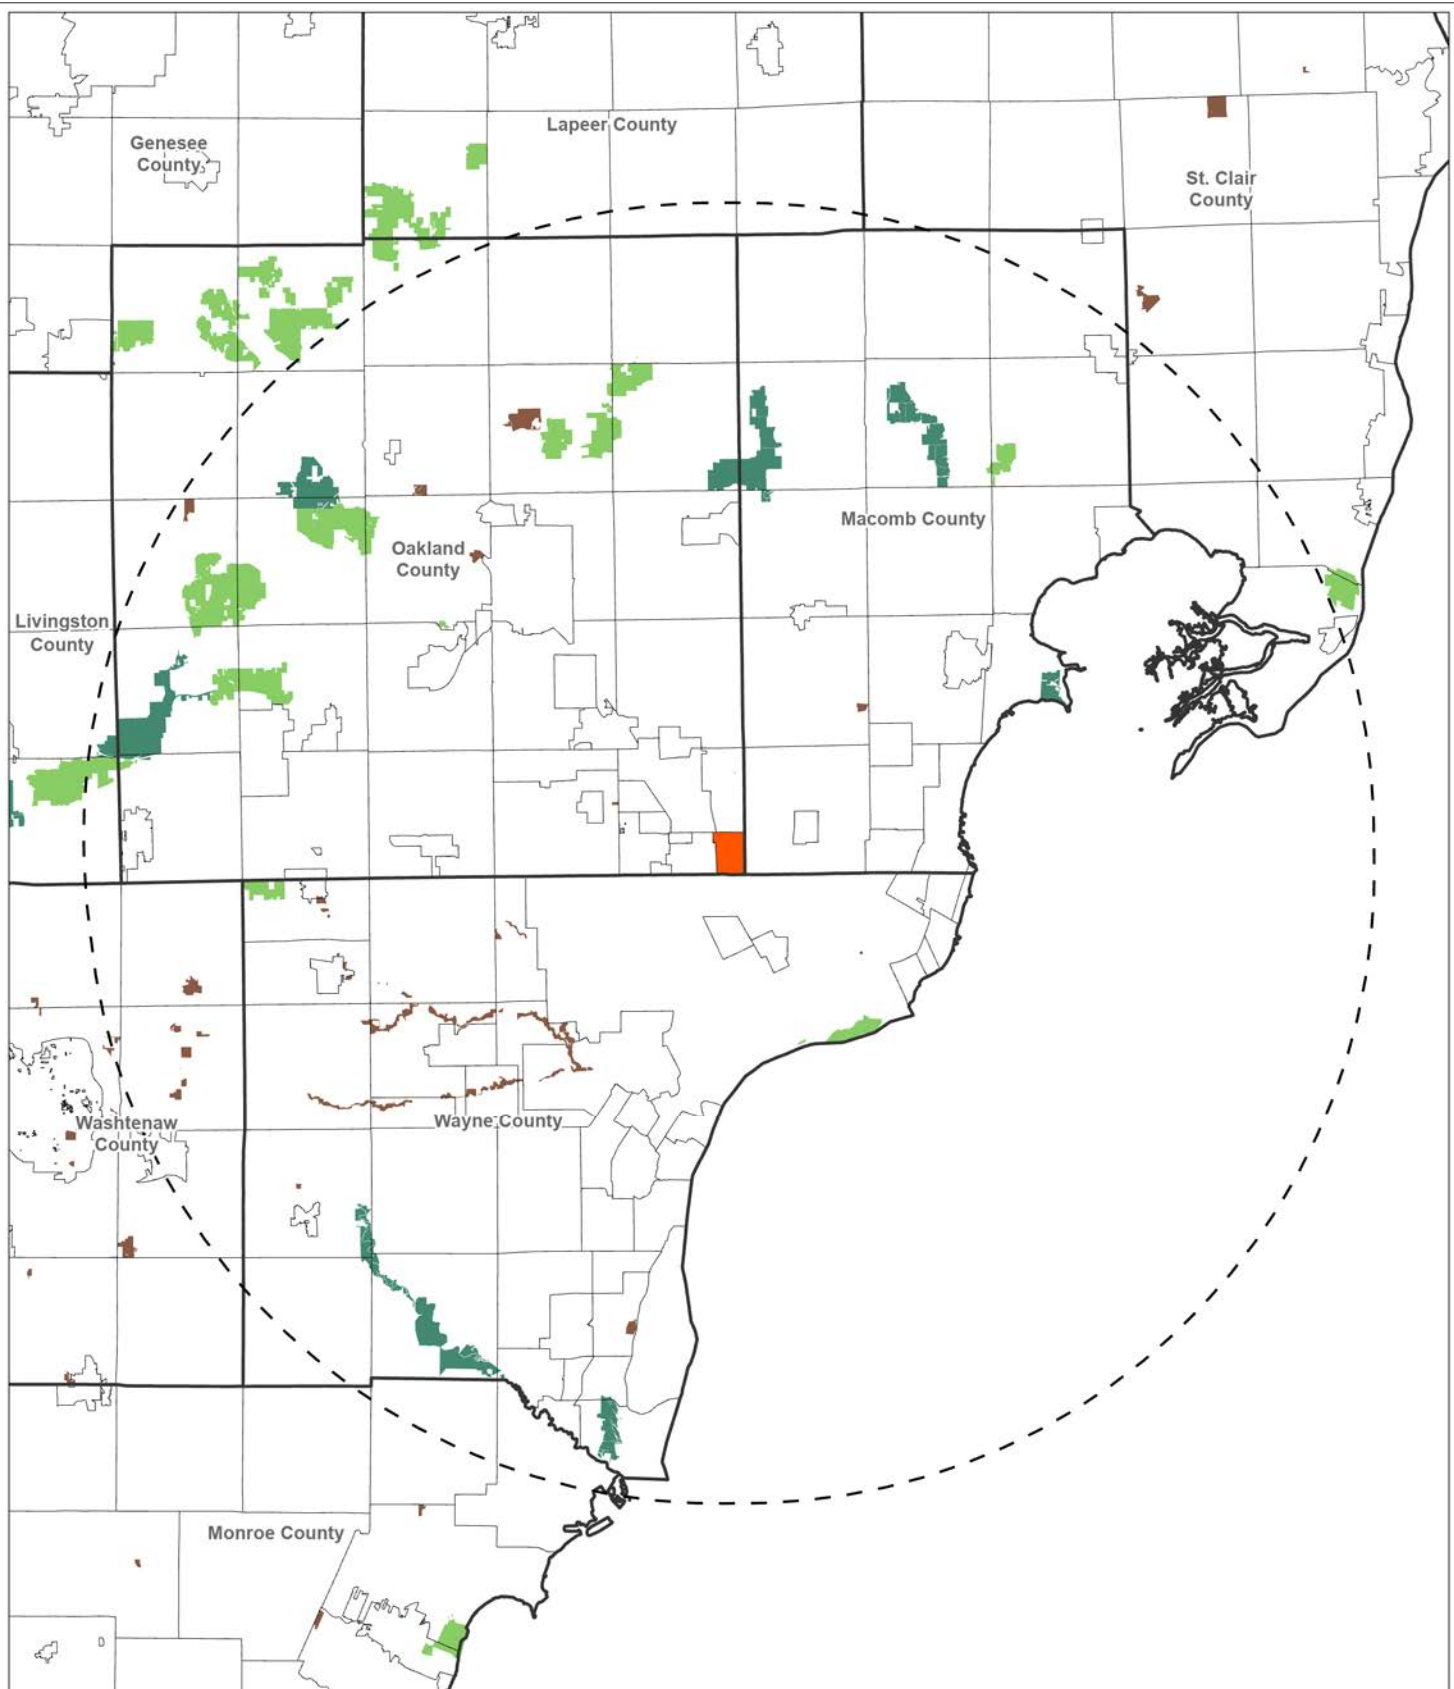 Lapeer County
Genesee
County
St. Clair
County
Macomb County
Oakland
County
Livingston
County
Washtenaw
County
Wayne County
Monroe County